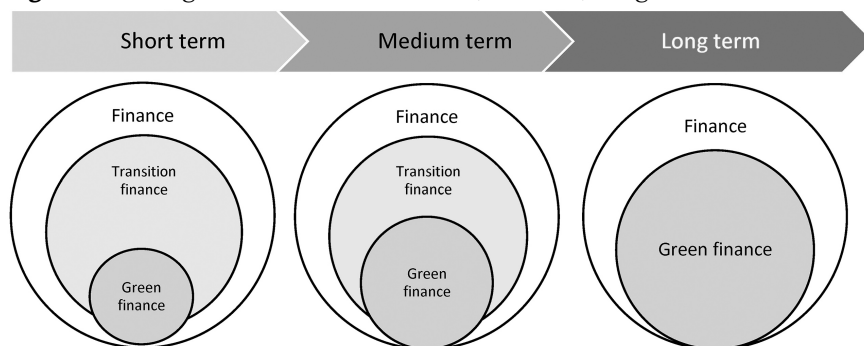 Short term
Medium term
Long term
Finance
Transition
finance
Green
finance
Finance
Transition
finance
Green
finance
Finance
Green finance